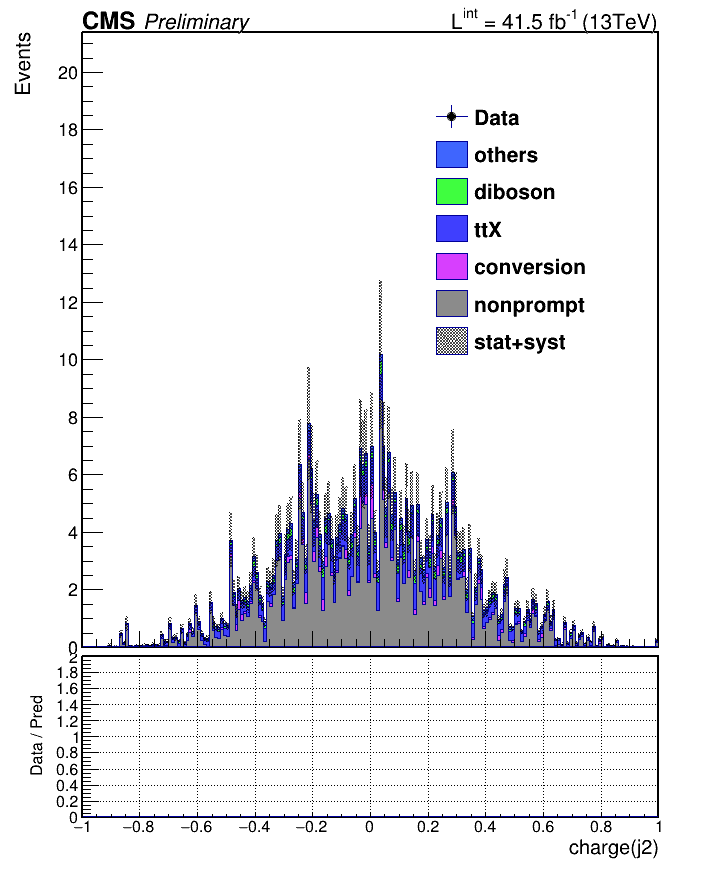 CMS Preliminary L^int = 41.5 fb^-1 (13TeV)
Events
20
18
16
14
12
10
8
6
4
2
0
Data
others
diboson
ttX
conversion
nonprompt
stat+syst
Data / Pred
2
1.8
1.6
1.4
1.2
1
0.8
0.6
0.4
0.2
0
−1 −0.8 −0.6 −0.4 −0.2 0 0.2 0.4 0.6 0.8 1
charge(j2)